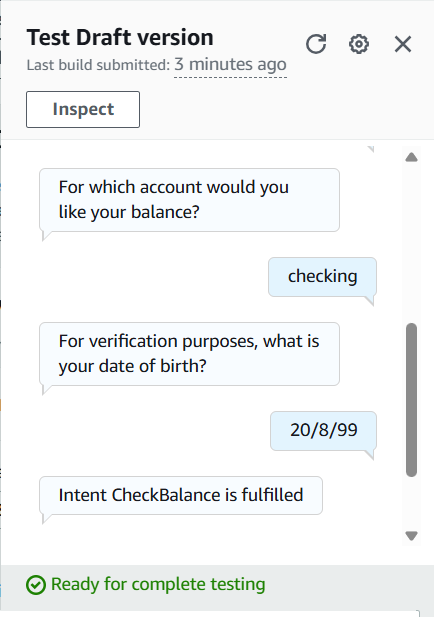 Test Draft version
Last build submitted: 3 minutes ago
Inspect
For which account would you
like your balance?
checking
For verification purposes, what is
your date of birth?
20/8/99
Intent CheckBalance is fulfilled
Ready for complete testing